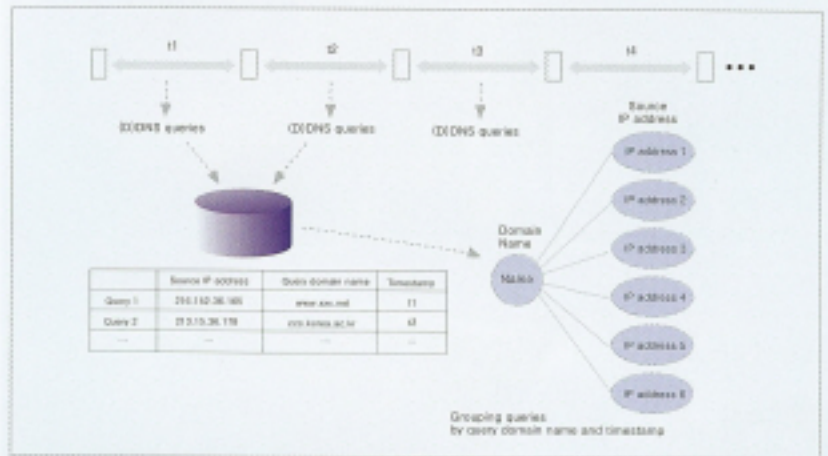 t1 t2 t3 t4
(D)DNS queries (D)DNS queries (D)DNS queries
Source
IP address
IP address 1
IP address 2
IP address 3
IP address 4
IP address 5
IP address 6
Domain
Name
Name
Source IP address Query domain name Timestamp
Query 1 t1
Query 2 t2
... ... ... ...
Grouping queries
by query domain name and timestamp